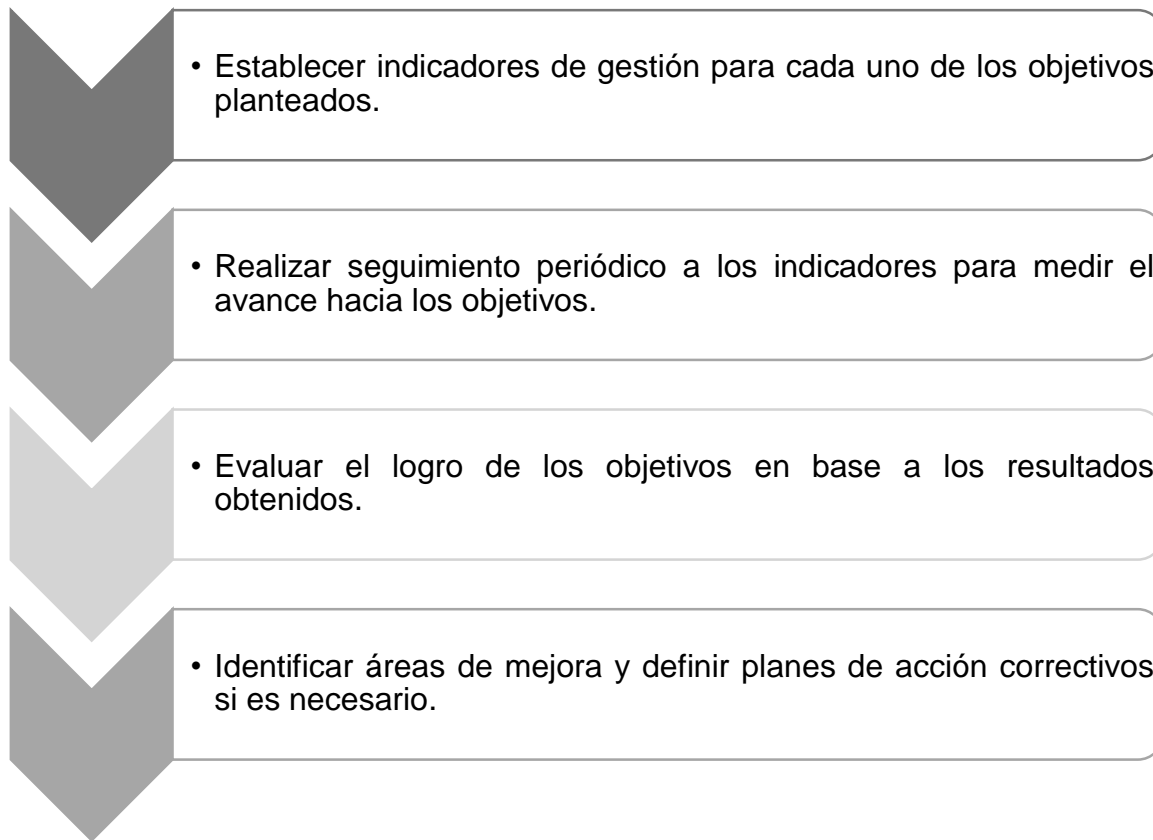 • Establecer indicadores de gestión para cada uno de los objetivos
planteados.
• Realizar seguimiento periódico a los indicadores para medir el
avance hacia los objetivos.
• Evaluar el logro de los objetivos en base a los resultados
obtenidos.
• Identificar áreas de mejora y definir planes de acción correctivos
si es necesario.